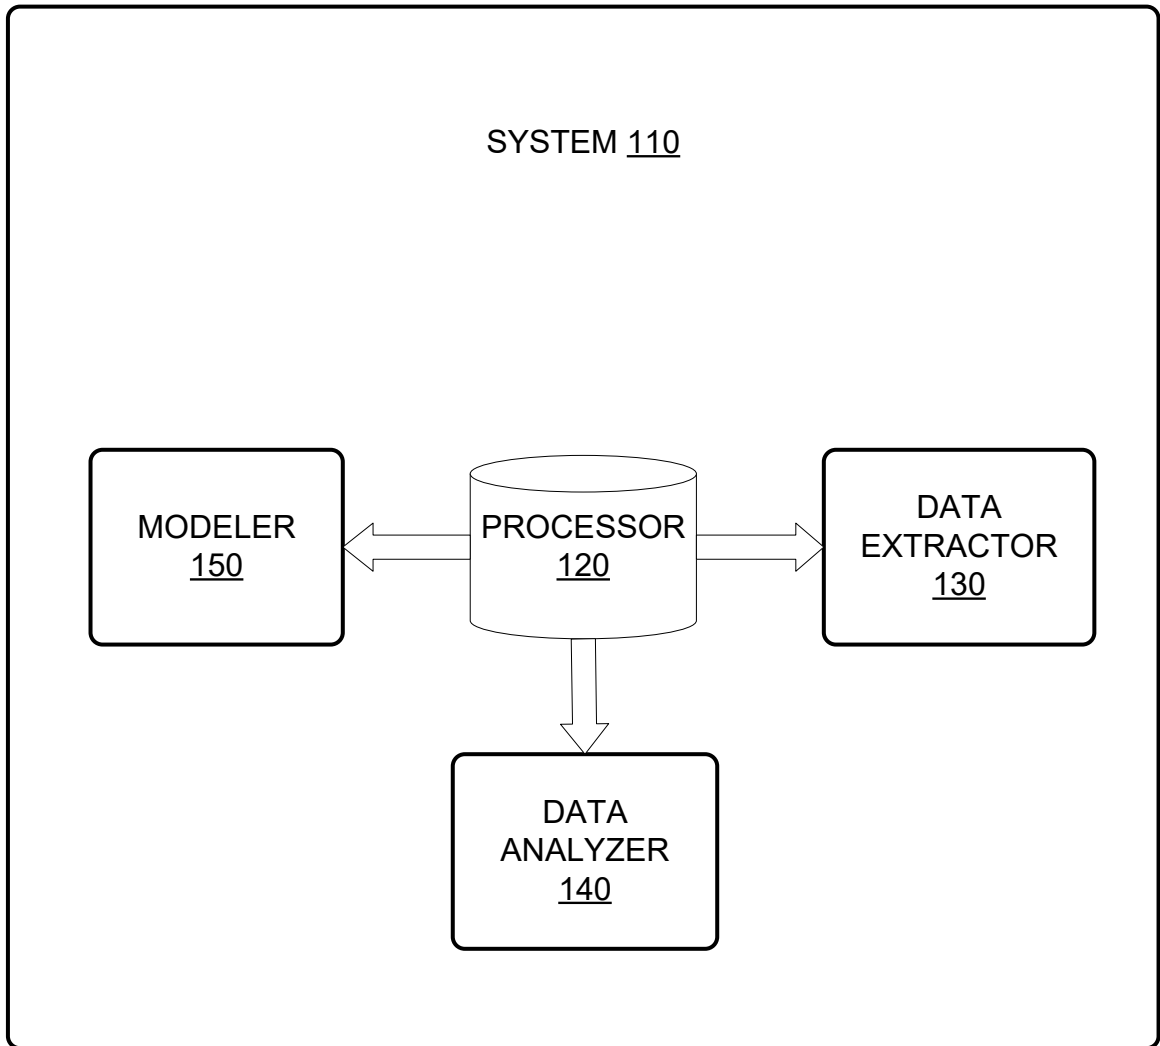 SYSTEM 110
MODELER
150
PROCESSOR
120
DATA
EXTRACTOR
130
DATA
ANALYZER
140